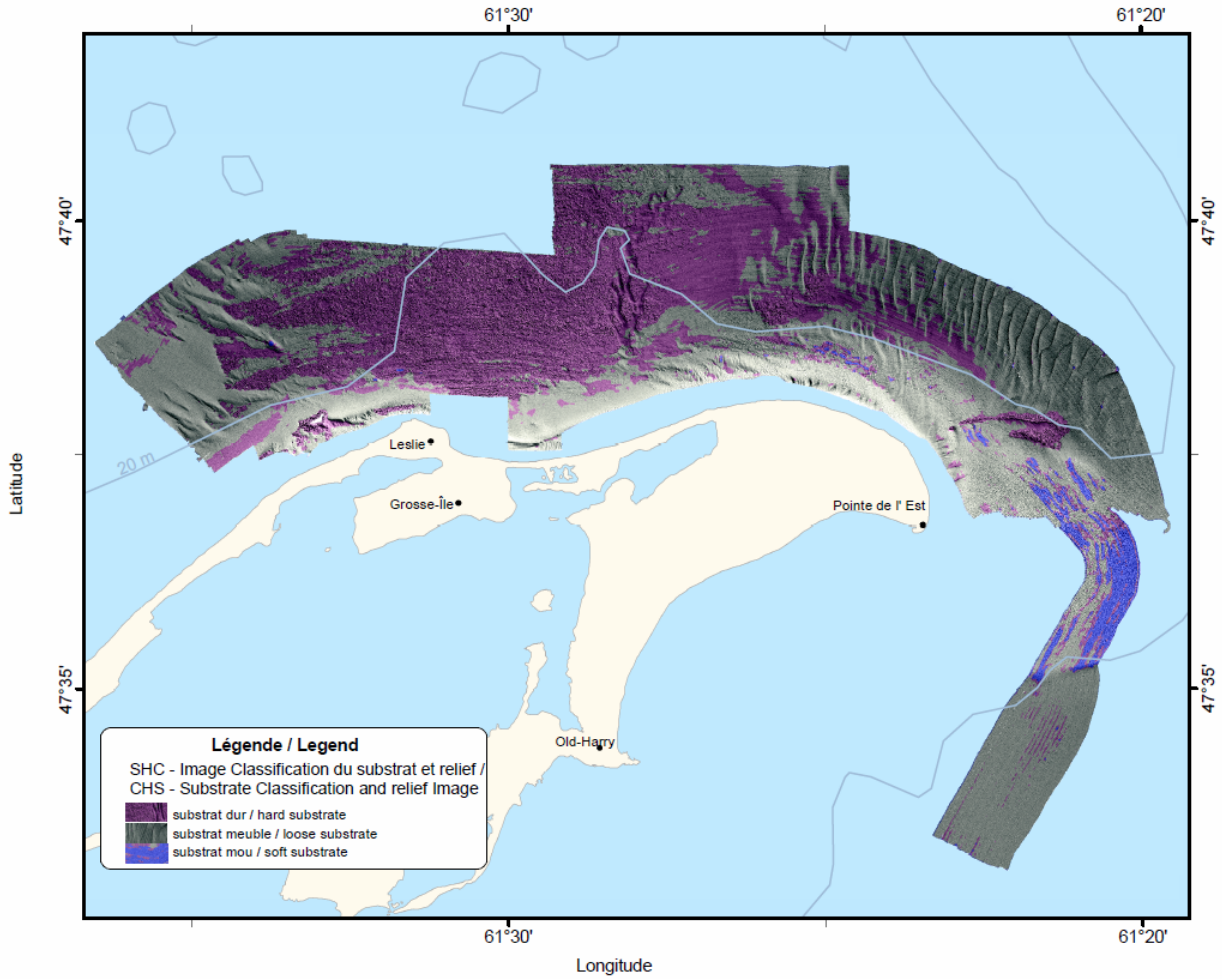 61°30' 61°20'
47°40' 47°40'
Leslie
20 m
Grosse-Île
Pointe de l' Est
Latitude
47°35' 47°35'
Old-Harry
Légende / Legend
SHC - Image Classification du substrat et relief /
CHS - Substrate Classification and relief Image
substrat dur / hard substrate
substrat meuble / loose substrate
substrat mou / soft substrate
61°30' 61°20'
Longitude